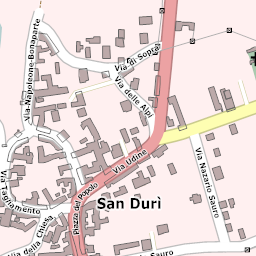 Via-Napoleone-Bonaparte
Via di Sopra
Via delle Alpi
Via Udine
Via Nazario Sauro
San Durì
Piazza del Popolo
Via Tagliamento
Via della Chiesa
Sauro